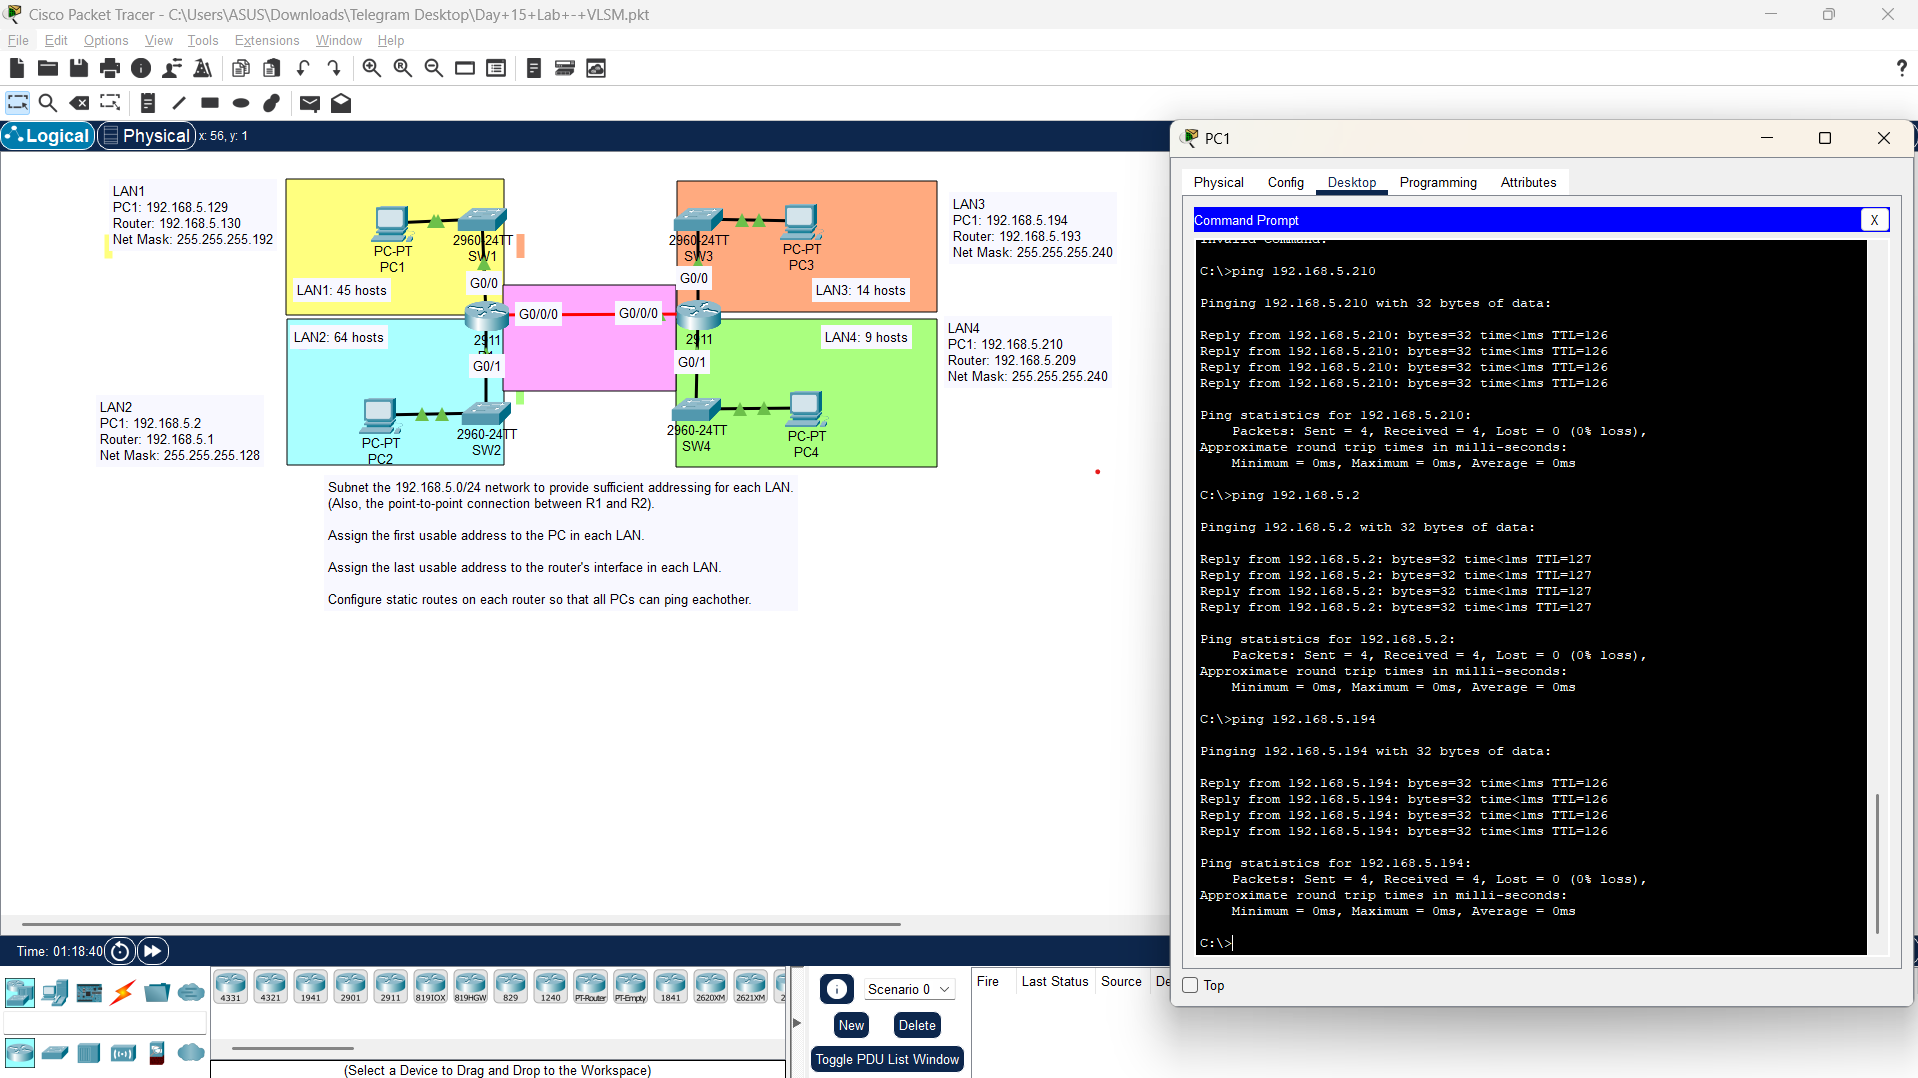 Cisco Packet Tracer - C:\Users\ASUS\Downloads\Telegram Desktop\Day+15+Lab+-+VLSM.pkt
File Edit Options View Tools Extensions Window Help
?
Logical Physical x: 56, y: 1
LAN1
PC1: 192.168.5.129
Router: 192.168.5.130
Net Mask: 255.255.255.192
PC-PT
PC1
2960-24TT
SW1
G0/0
LAN1: 45 hosts
2960-24TT
SW3
PC-PT
PC3
G0/0
LAN3: 14 hosts
LAN3
PC1: 192.168.5.194
Router: 192.168.5.193
Net Mask: 255.255.255.240
G0/0/0
G0/0/0
LAN2: 64 hosts
2911
G0/1
2911
G0/1
LAN4: 9 hosts
LAN4
PC1: 192.168.5.210
Router: 192.168.5.209
Net Mask: 255.255.255.240
LAN2
PC1: 192.168.5.2
Router: 192.168.5.1
Net Mask: 255.255.255.128
PC-PT
PC2
2960-24TT
SW2
2960-24TT
SW4
PC-PT
PC4
Subnet the 192.168.5.0/24 network to provide sufficient addressing for each LAN.
(Also, the point-to-point connection between R1 and R2).
Assign the first usable address to the PC in each LAN.
Assign the last usable address to the router's interface in each LAN.
Configure static routes on each router so that all PCs can ping eachother.
Time: 01:18:40
4331 4321 1941 2901 2911 819IOX 819HGW 829 1240 PT-Router PT-Empty 1841 2620XM 2621XM 2
(Select a Device to Drag and Drop to the Workspace)
Scenario 0
New Delete
Toggle PDU List Window
Fire Last Status Source De
PC1
Physical Config Desktop Programming Attributes
Command Prompt X
Invalid Command.
C:\>ping 192.168.5.210
Pinging 192.168.5.210 with 32 bytes of data:
Reply from 192.168.5.210: bytes=32 time<1ms TTL=126
Reply from 192.168.5.210: bytes=32 time<1ms TTL=126
Reply from 192.168.5.210: bytes=32 time<1ms TTL=126
Reply from 192.168.5.210: bytes=32 time<1ms TTL=126
Ping statistics for 192.168.5.210:
Packets: Sent = 4, Received = 4, Lost = 0 (0% loss),
Approximate round trip times in milli-seconds:
Minimum = 0ms, Maximum = 0ms, Average = 0ms
C:\>ping 192.168.5.2
Pinging 192.168.5.2 with 32 bytes of data:
Reply from 192.168.5.2: bytes=32 time<1ms TTL=127
Reply from 192.168.5.2: bytes=32 time<1ms TTL=127
Reply from 192.168.5.2: bytes=32 time<1ms TTL=127
Reply from 192.168.5.2: bytes=32 time<1ms TTL=127
Ping statistics for 192.168.5.2:
Packets: Sent = 4, Received = 4, Lost = 0 (0% loss),
Approximate round trip times in milli-seconds:
Minimum = 0ms, Maximum = 0ms, Average = 0ms
C:\>ping 192.168.5.194
Pinging 192.168.5.194 with 32 bytes of data:
Reply from 192.168.5.194: bytes=32 time<1ms TTL=126
Reply from 192.168.5.194: bytes=32 time<1ms TTL=126
Reply from 192.168.5.194: bytes=32 time<1ms TTL=126
Reply from 192.168.5.194: bytes=32 time<1ms TTL=126
Ping statistics for 192.168.5.194:
Packets: Sent = 4, Received = 4, Lost = 0 (0% loss),
Approximate round trip times in milli-seconds:
Minimum = 0ms, Maximum = 0ms, Average = 0ms
C:\>
Top